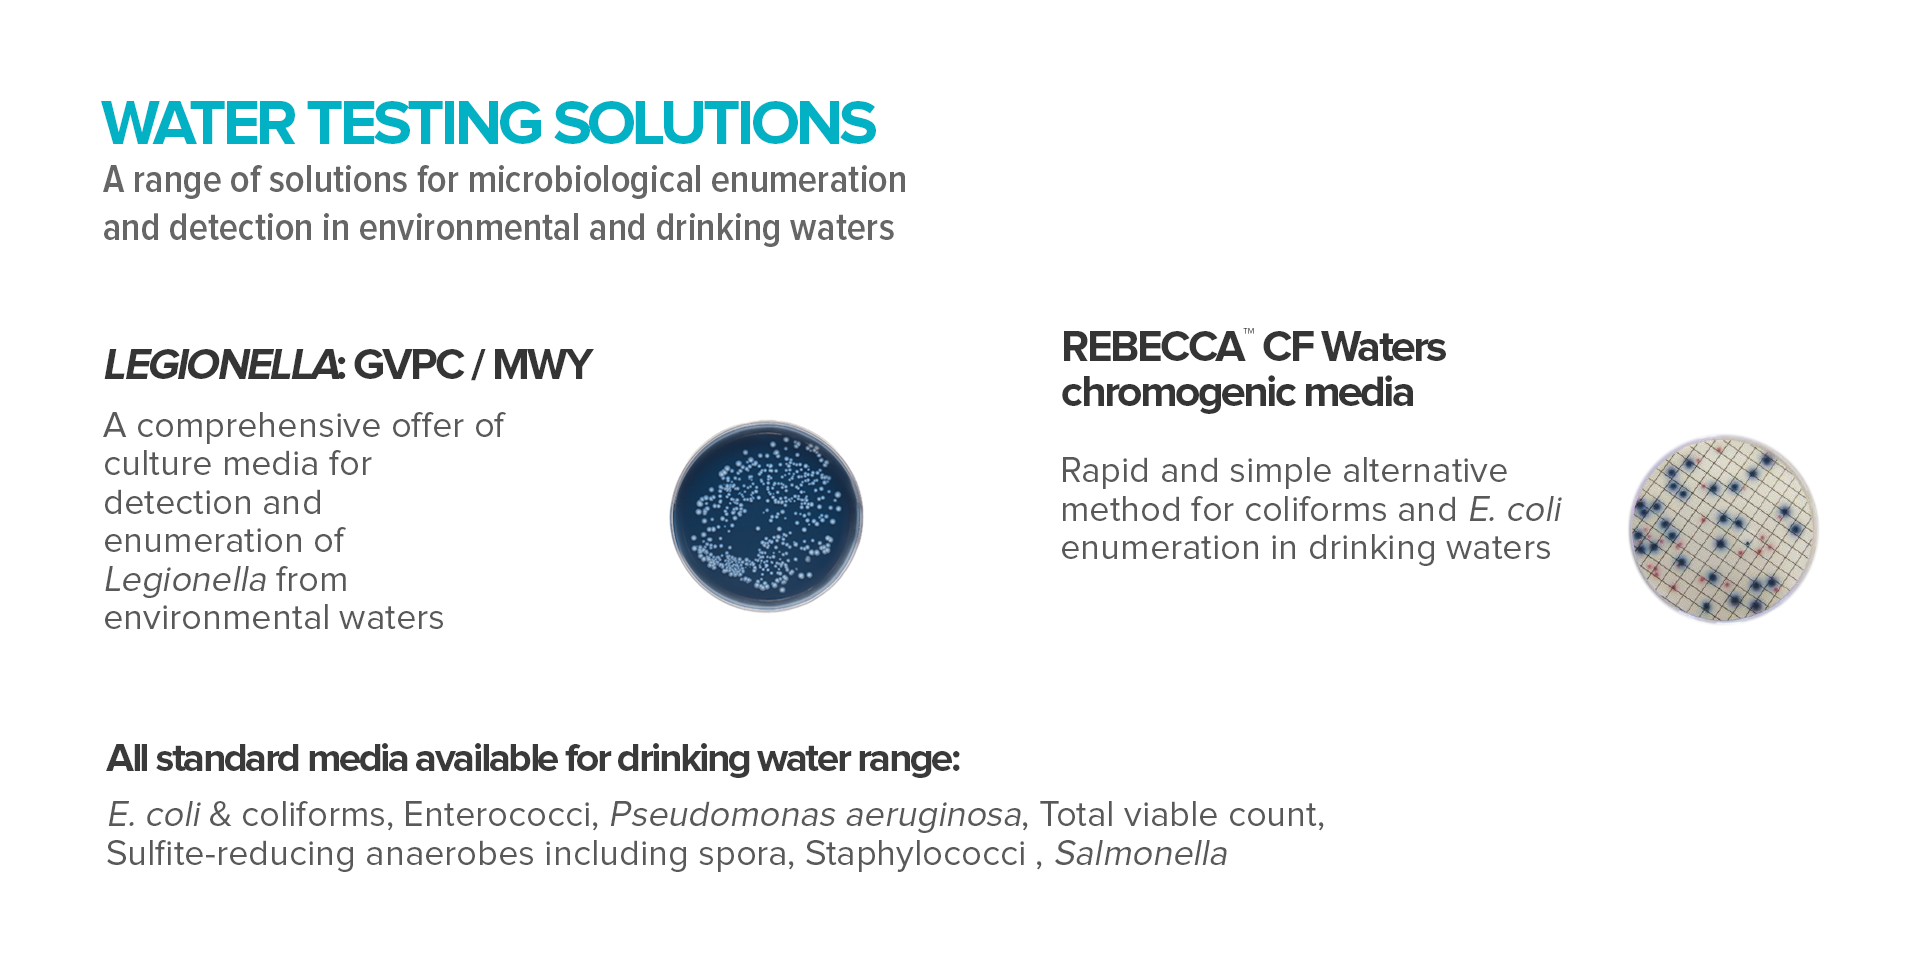 WATER TESTING SOLUTIONS
A range of solutions for microbiological enumeration
and detection in environmental and drinking waters
LEGIONELLA: GVPC / MWY
A comprehensive offer of
culture media for
detection and
enumeration of
Legionella from
environmental waters
REBECCA™ CF Waters
chromogenic media
Rapid and simple alternative
method for coliforms and E. coli
enumeration in drinking waters
All standard media available for drinking water range:
E. coli & coliforms, Enterococci, Pseudomonas aeruginosa, Total viable count,
Sulfite-reducing anaerobes including spora, Staphylococci , Salmonella